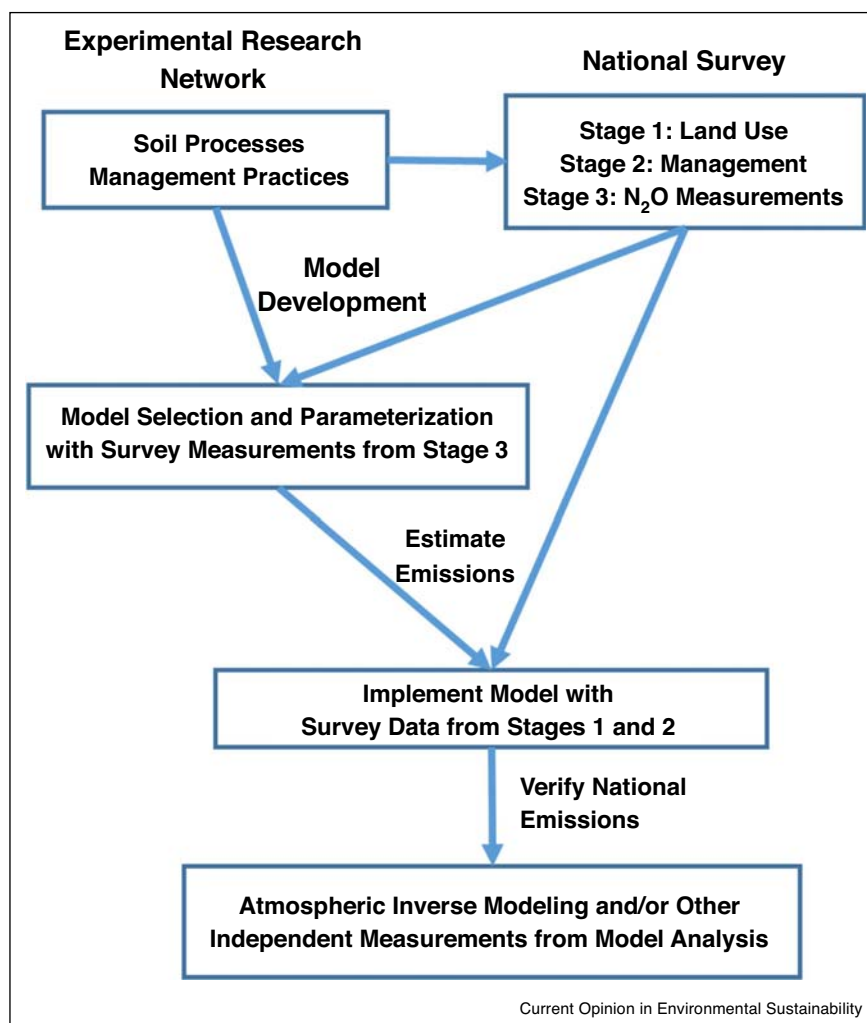 Experimental Research
Network
National Survey
Soil Processes
Management Practices
Stage 1: Land Use
Stage 2: Management
Stage 3: N₂O Measurements
Model
Development
Model Selection and Parameterization
with Survey Measurements from Stage 3
Estimate
Emissions
Implement Model with
Survey Data from Stages 1 and 2
Verify National
Emissions
Atmospheric Inverse Modeling and/or Other
Independent Measurements from Model Analysis
Current Opinion in Environmental Sustainability